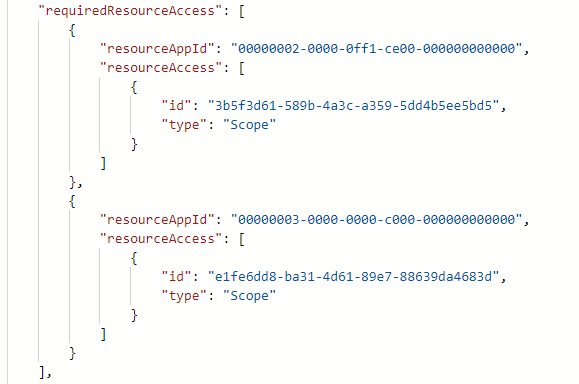 "requiredResourceAccess": [
{
"resourceAppId": "00000002-0000-0ff1-ce00-000000000000",
"resourceAccess": [
{
"id": "3b5f3d61-589b-4a3c-a359-5dd4b5ee5bd5",
"type": "Scope"
}
]
},
{
"resourceAppId": "00000003-0000-0000-c000-000000000000",
"resourceAccess": [
{
"id": "e1fe6dd8-ba31-4d61-89e7-88639da4683d",
"type": "Scope"
}
]
}
],